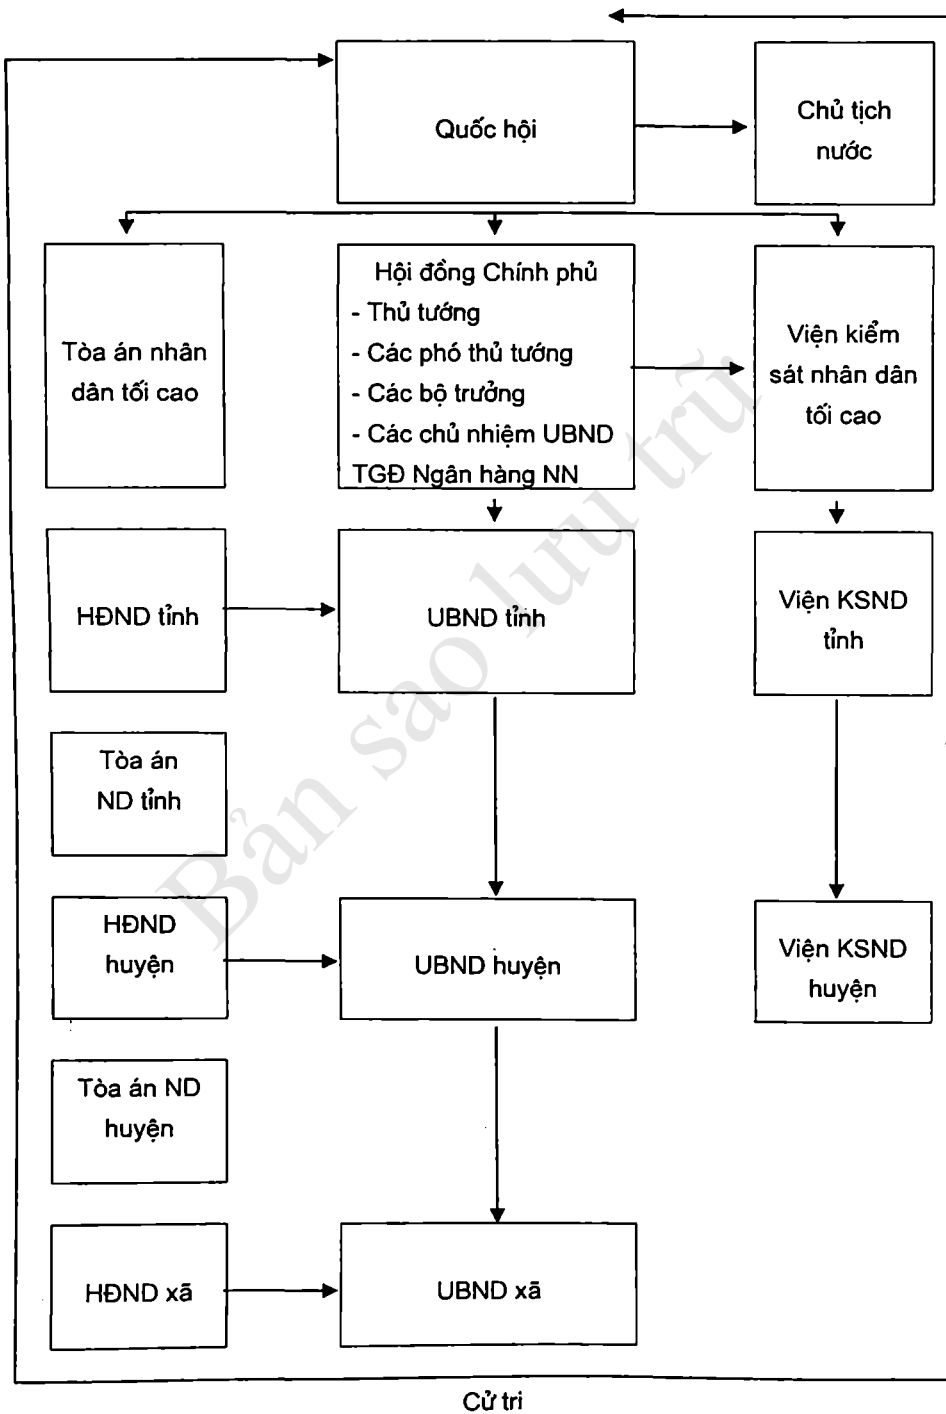 Quốc hội
Chủ tịch
nước
Tòa án nhân
dân tối cao
Hội đồng Chính phủ
- Thủ tướng
- Các phó thủ tướng
- Các bộ trưởng
- Các chủ nhiệm UBND
TGĐ Ngân hàng NN
Viện kiểm
sát nhân dân
tối cao
HĐND tỉnh
UBND tỉnh
Viện KSND
tỉnh
Tòa án
ND tỉnh
HĐND
huyện
UBND huyện
Viện KSND
huyện
Tòa án ND
huyện
HĐND xã
UBND xã
Cử tri
Bản sao lưu trữ